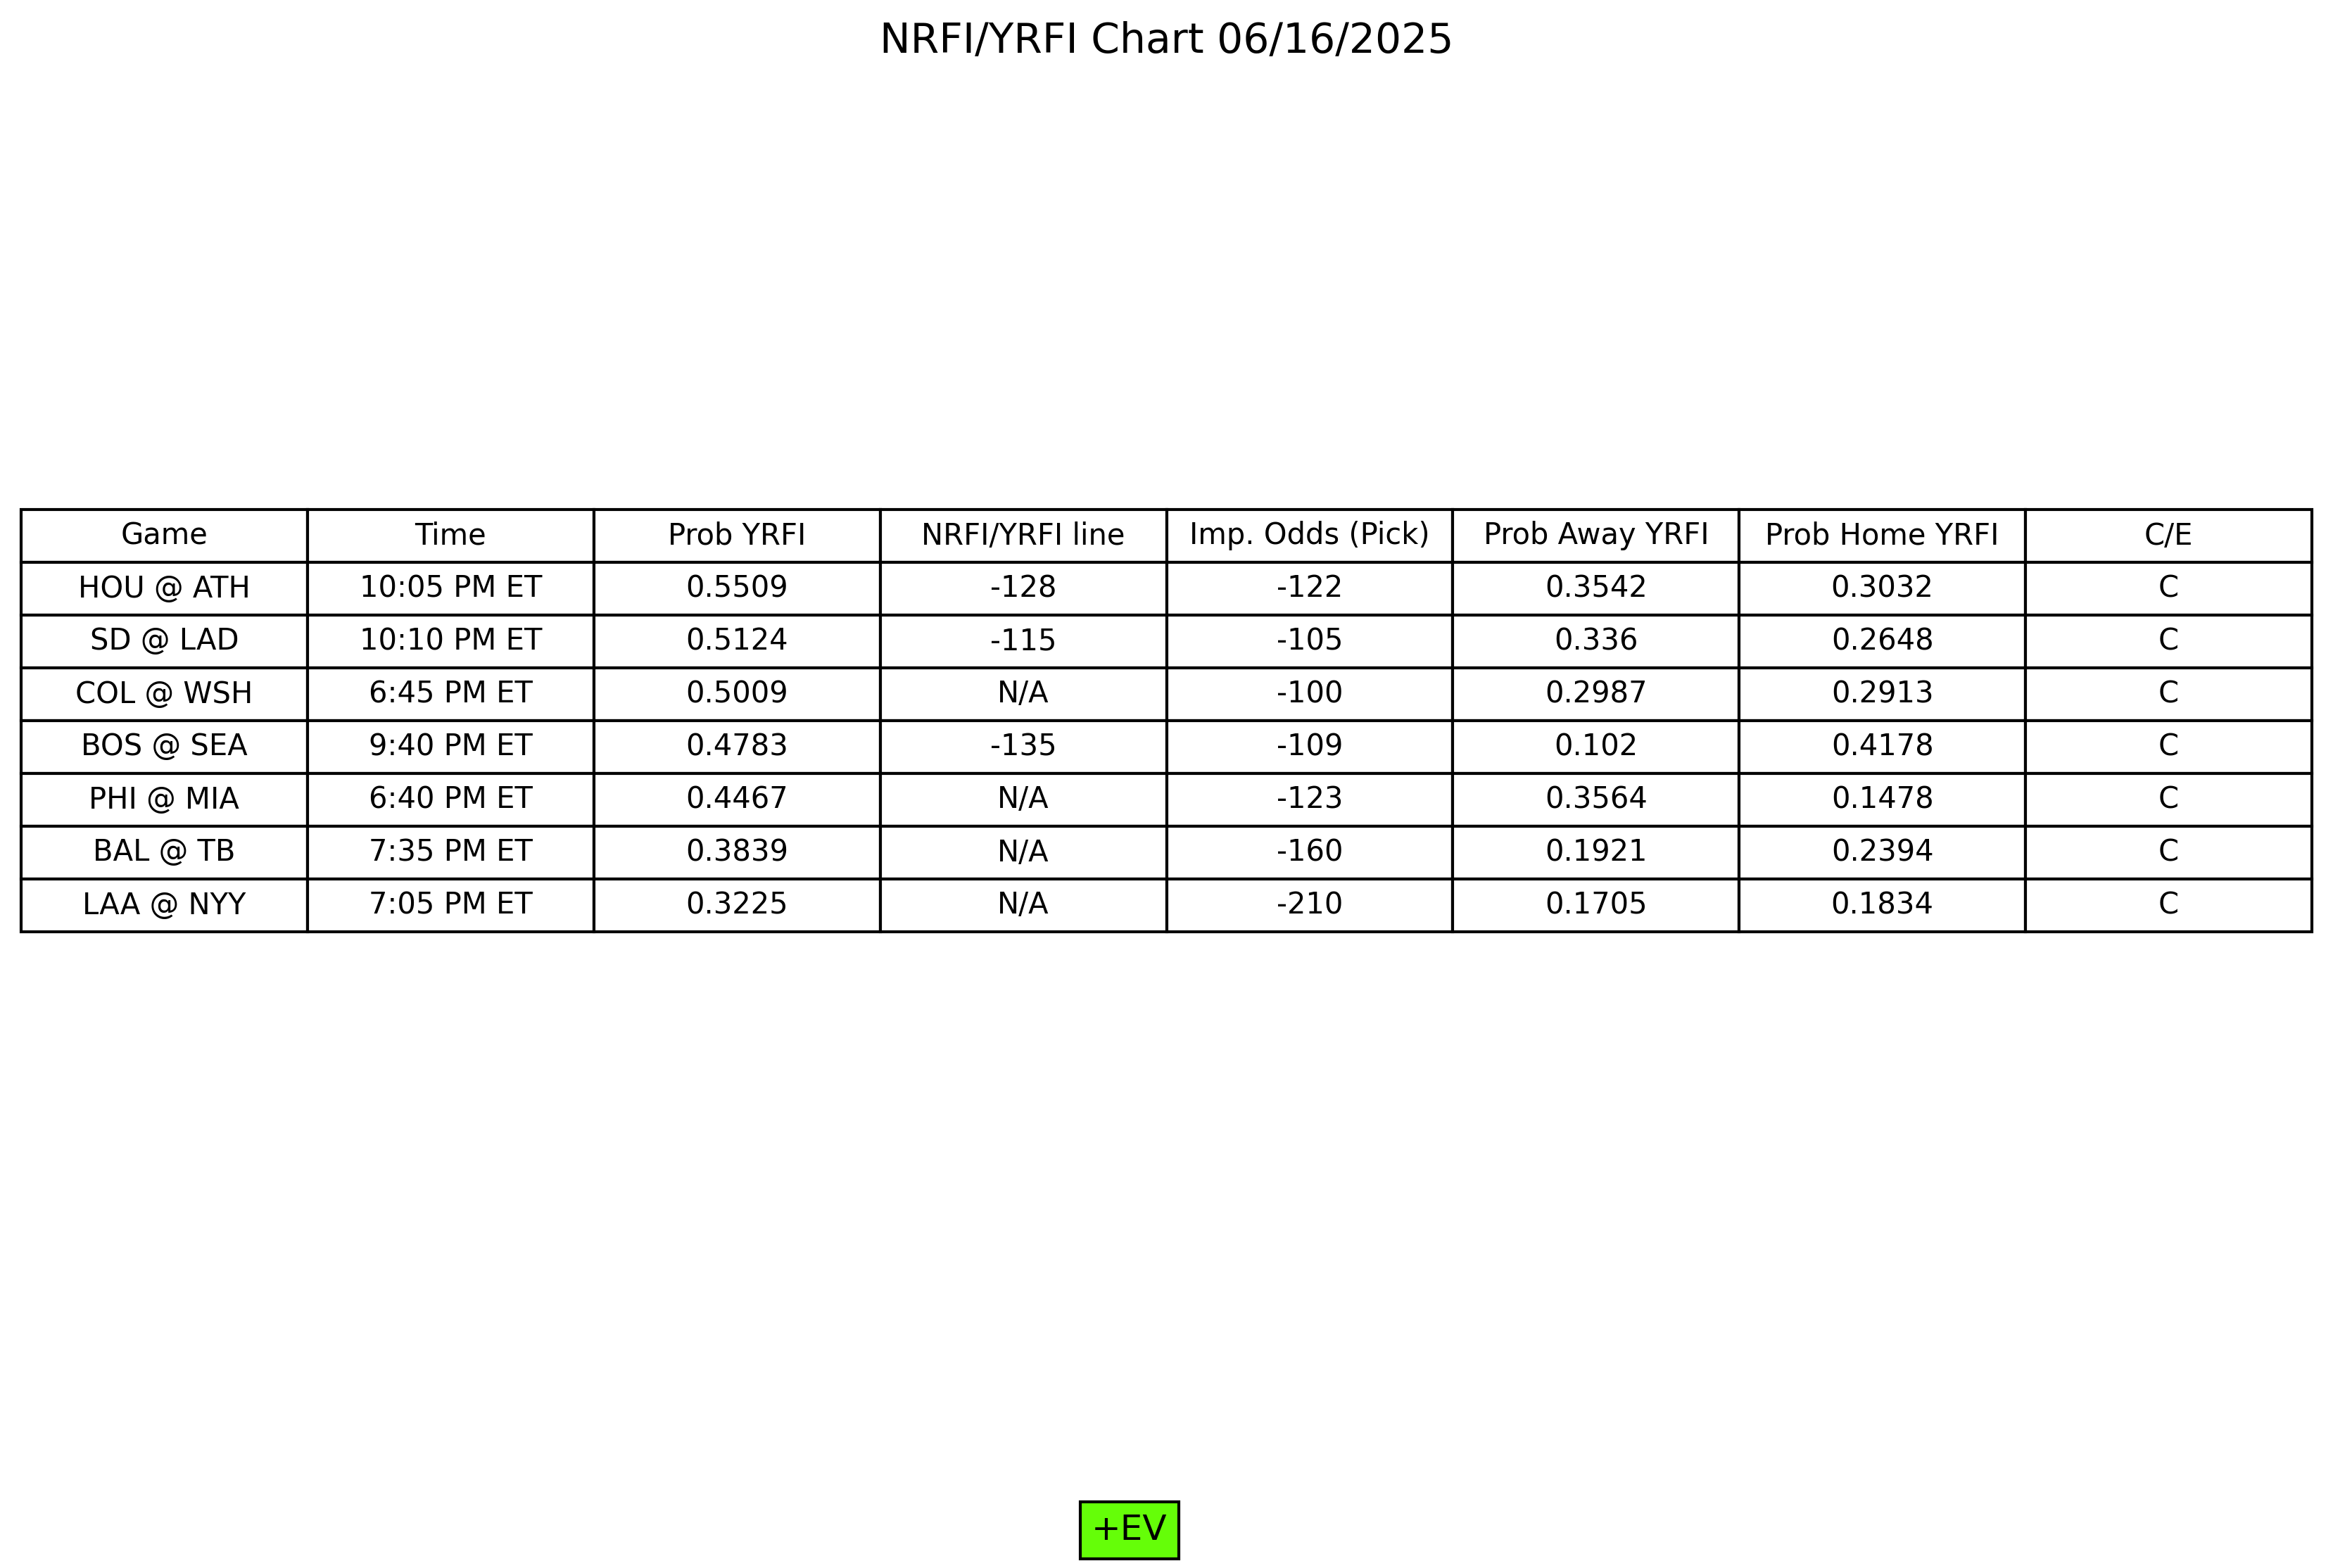 NRFI/YRFI Chart 06/16/2025
Game Time Prob YRFI NRFI/YRFI line Imp. Odds (Pick) Prob Away YRFI Prob Home YRFI C/E
HOU @ ATH 10:05 PM ET 0.5509 -128 -122 0.3542 0.3032 C
SD @ LAD 10:10 PM ET 0.5124 -115 -105 0.336 0.2648 C
COL @ WSH 6:45 PM ET 0.5009 N/A -100 0.2987 0.2913 C
BOS @ SEA 9:40 PM ET 0.4783 -135 -109 0.102 0.4178 C
PHI @ MIA 6:40 PM ET 0.4467 N/A -123 0.3564 0.1478 C
BAL @ TB 7:35 PM ET 0.3839 N/A -160 0.1921 0.2394 C
LAA @ NYY 7:05 PM ET 0.3225 N/A -210 0.1705 0.1834 C
+EV